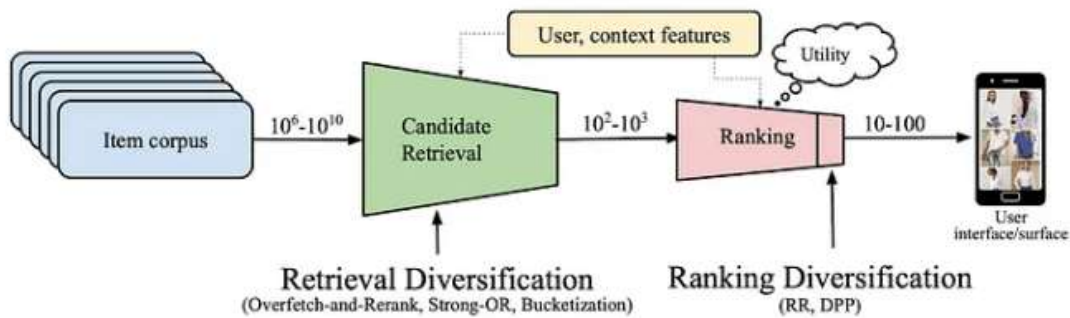 User, context features
Utility
Item corpus
10⁶-10¹⁰
Candidate
Retrieval
10²-10³
Ranking
10-100
User
interface/surface
Retrieval Diversification
(Overfetch-and-Rerank, Strong-OR, Bucketization)
Ranking Diversification
(RR, DPP)